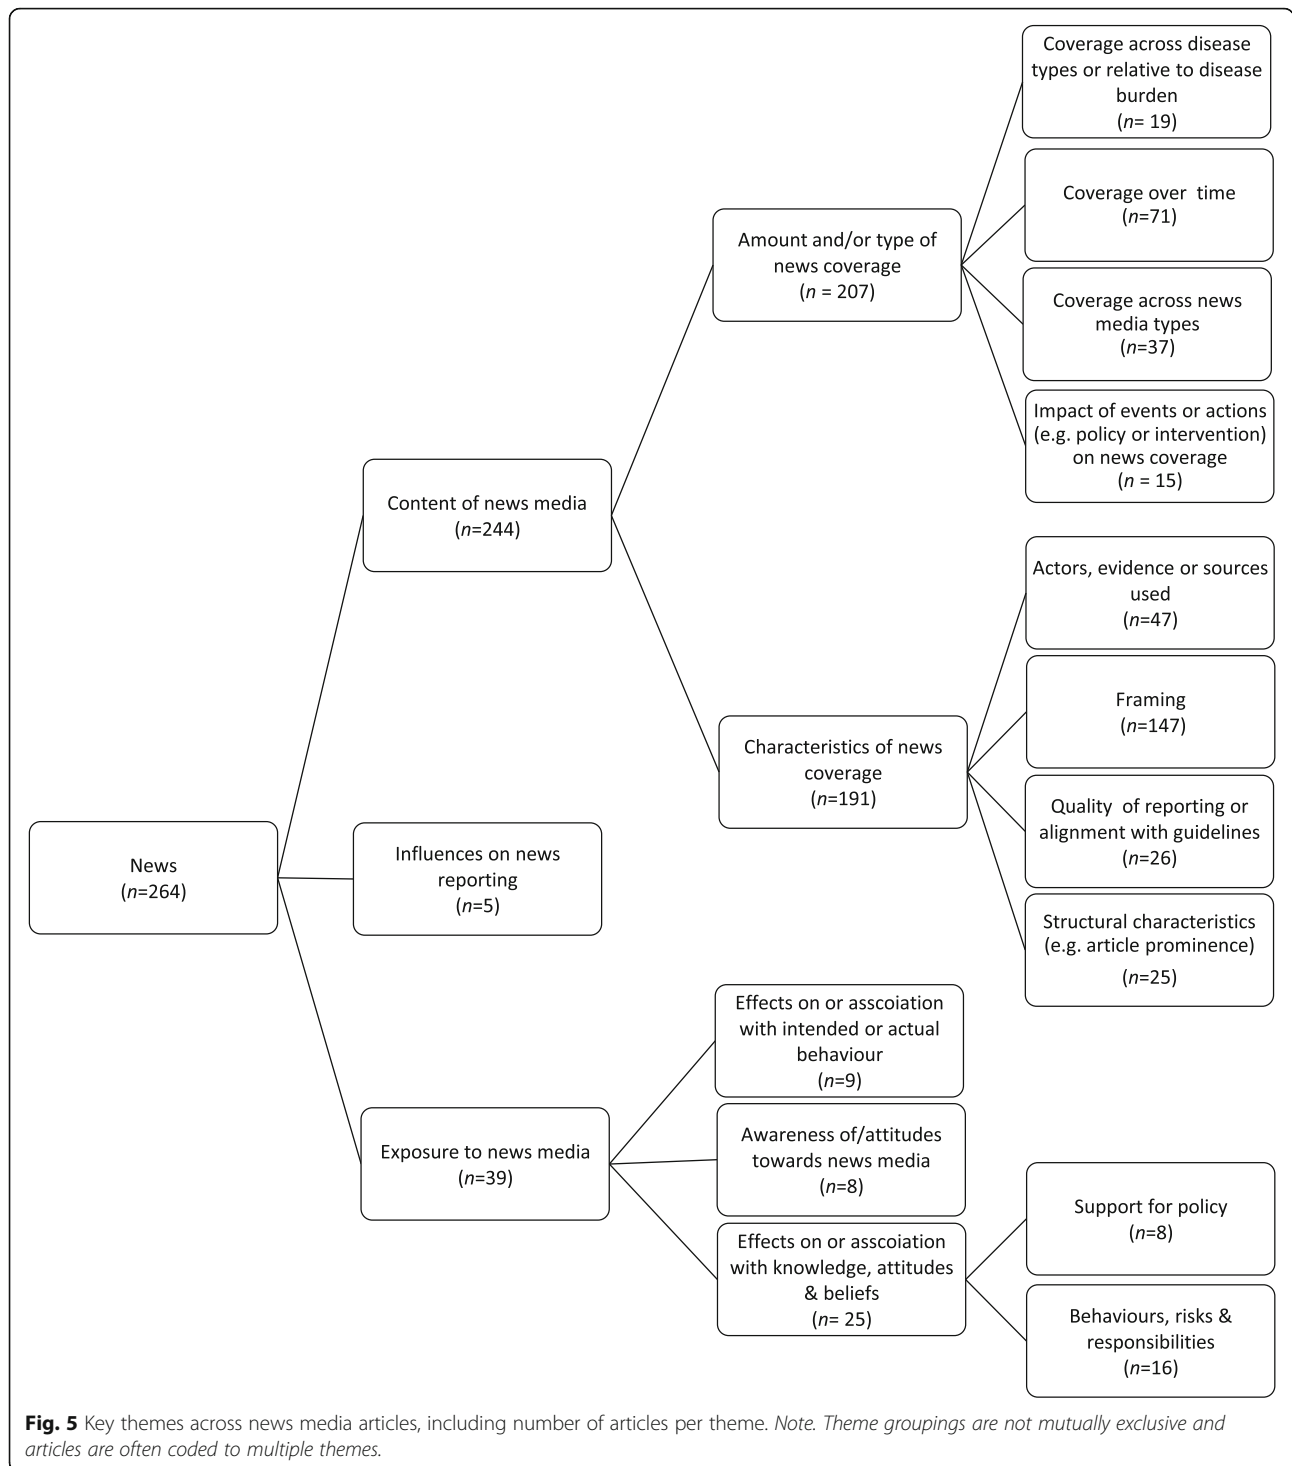 Coverage across disease
types or relative to disease
burden
(n= 19)
Coverage over  time
(n=71)
Amount and/or type of
news coverage
(n = 207)
Coverage across news
media types
(n=37)
Impact of events or actions
(e.g. policy or intervention)
on news coverage
(n = 15)
Content of news media
(n=244)
Actors, evidence or sources
used
(n=47)
Framing
(n=147)
Characteristics of news
coverage
(n=191)
Quality  of reporting or
alignment with guidelines
(n=26)
News
(n=264)
Influences on news
reporting
(n=5)
Structural characteristics
(e.g. article prominence)
(n=25)
Effects on or asscoiation
with intended or actual
behaviour
(n=9)
Exposure to news media
(n=39)
Awareness of/attitudes
towards news media
(n=8)
Effects on or asscoiation
with knowledge, attitudes
& beliefs
(n= 25)
Support for policy
(n=8)
Behaviours, risks &
responsibilities
(n=16)
Fig. 5 Key themes across news media articles, including number of articles per theme. Note. Theme groupings are not mutually exclusive and
articles are often coded to multiple themes.